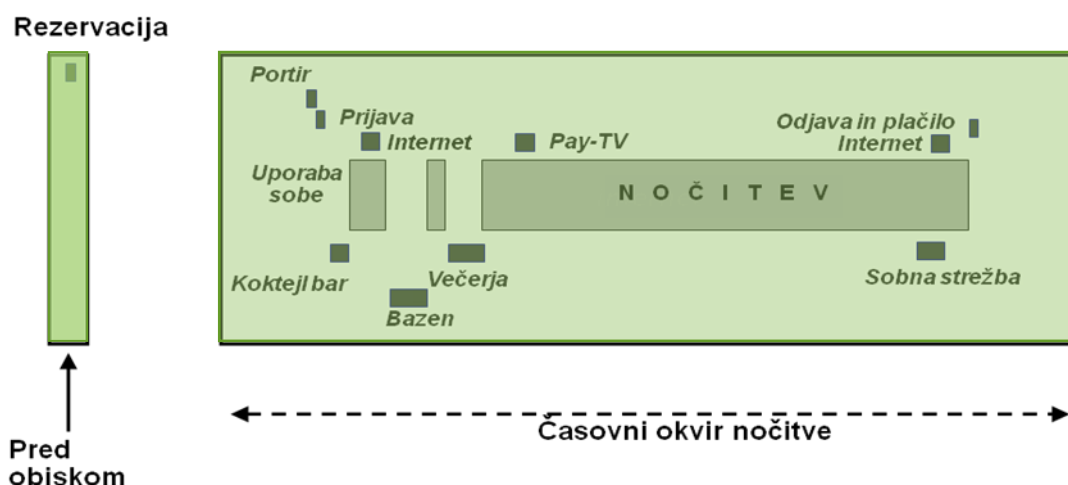 Rezervacija
Portir
Prijava
Internet
Pay-TV
Odjava in plačilo
Internet
Uporaba
sobe
N O Č I T E V
Koktejl bar
Večerja
Bazen
Sobna strežba
Časovni okvir nočitve
Pred
obiskom